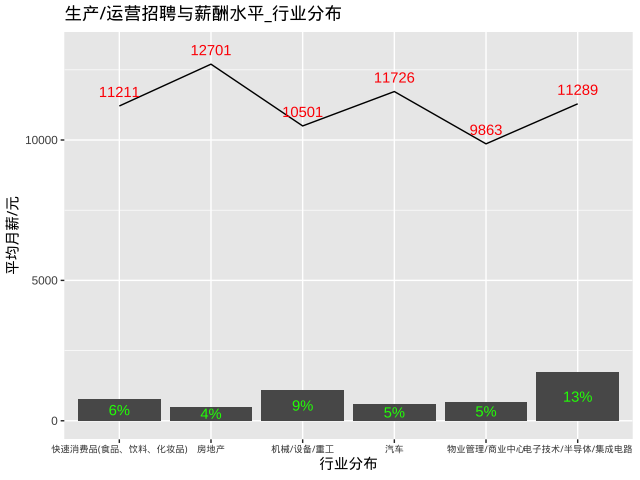 生产/运营招聘与薪酬水平_行业分布
12701
11726
11211
11289
10501
9863
10000
5000
0
平均月薪/元
6%
4%
9%
5%
5%
13%
快速消费品(食品、饮料、化妆品)
房地产
机械/设备/重工
汽车
物业管理/商业中心
电子技术/半导体/集成电路
行业分布